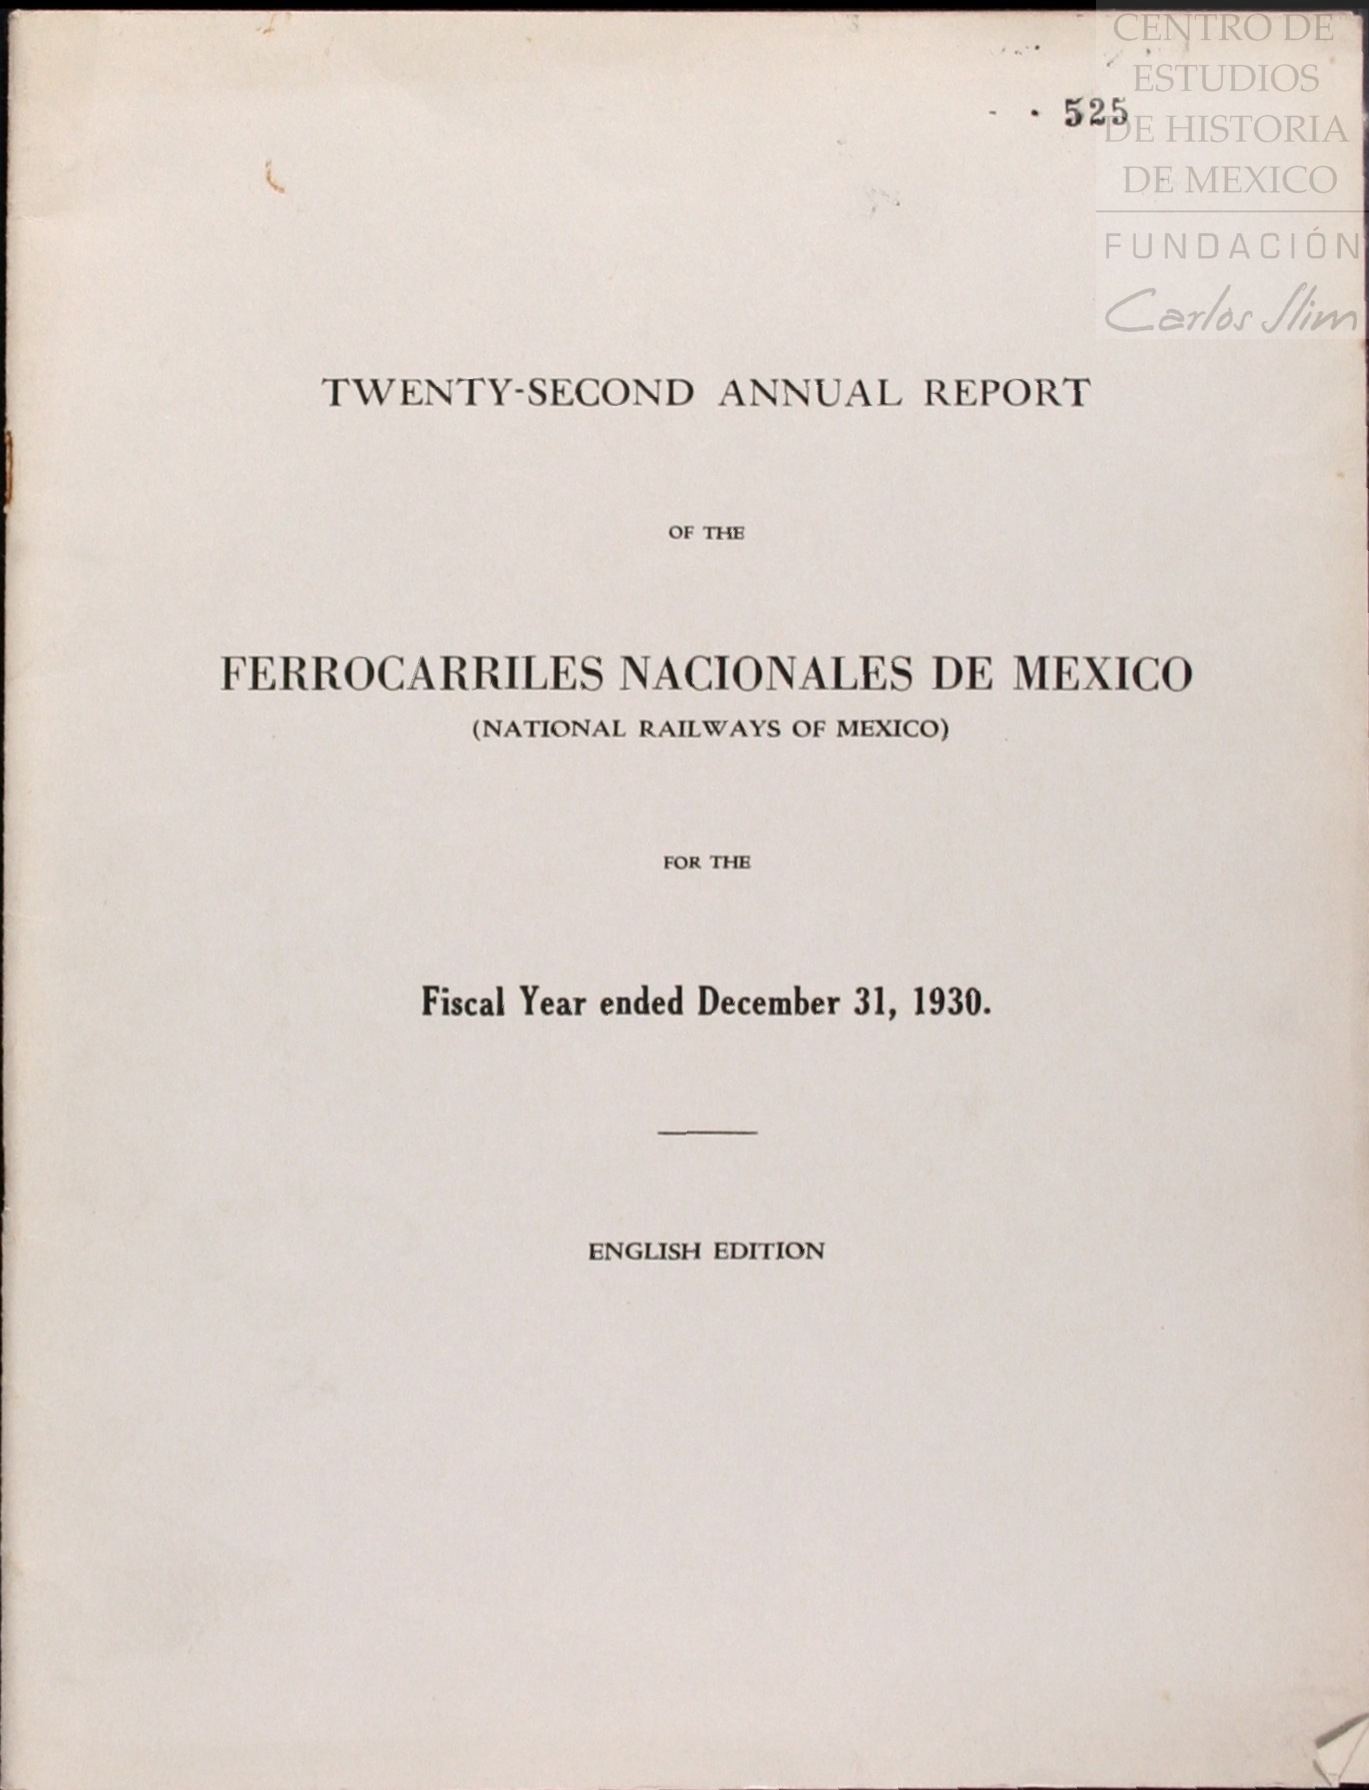 CENTRO DE
ESTUDIOS
DE HISTORIA
DE MEXICO
FUNDACIÓN
Carlos Slim
525
TWENTY-SECOND ANNUAL REPORT
OF THE
FERROCARRILES NACIONALES DE MEXICO
(NATIONAL RAILWAYS OF MEXICO)
FOR THE
Fiscal Year ended December 31, 1930.
ENGLISH EDITION